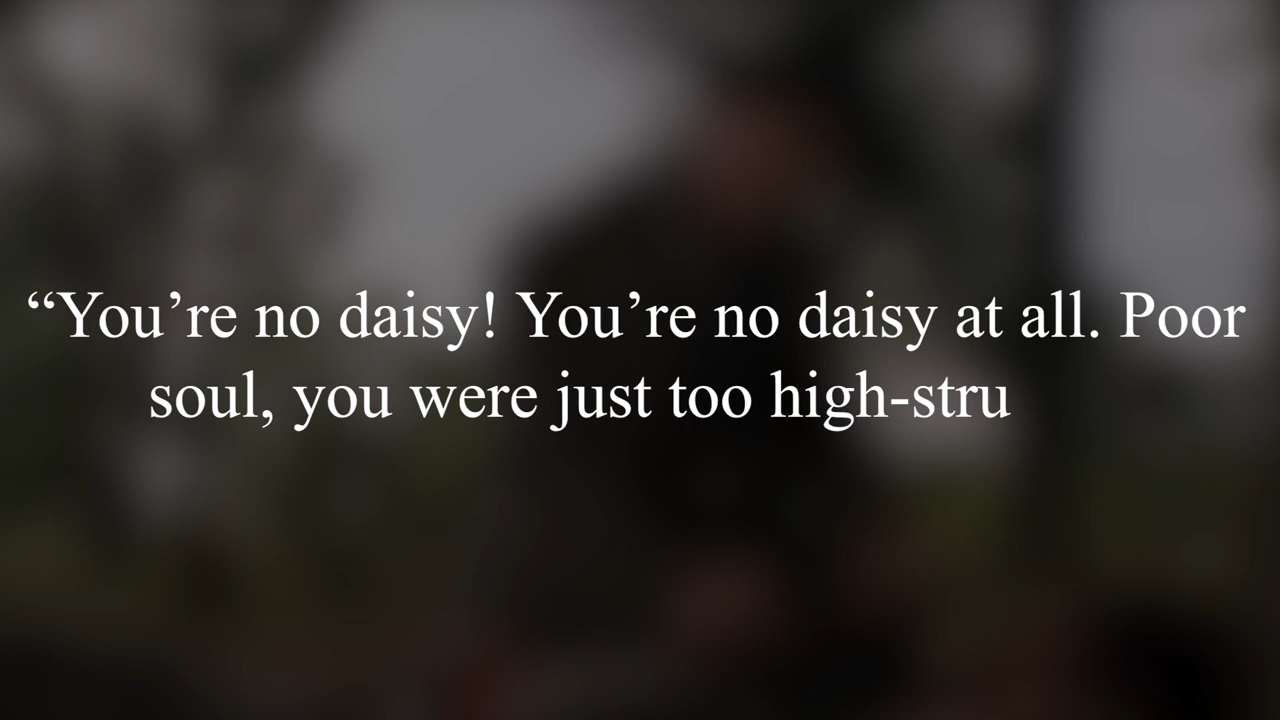 “You’re no daisy! You’re no daisy at all. Poor
soul, you were just too high-stru